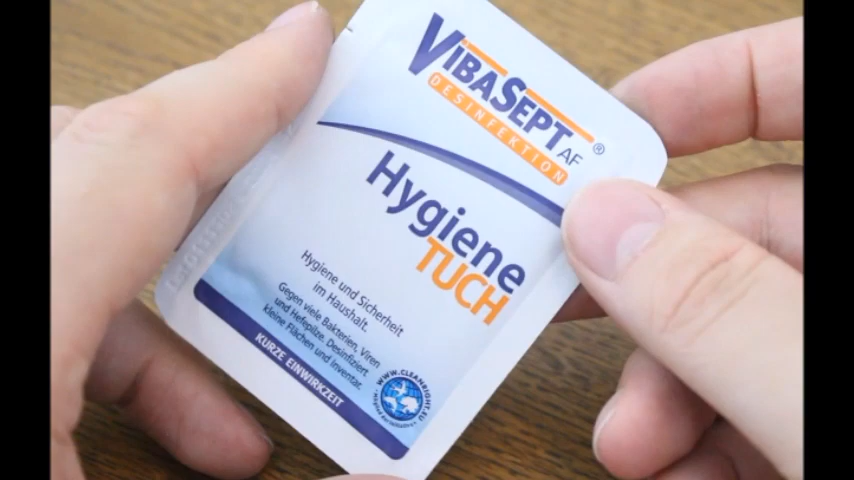 VIBASEPT AF ®
DESINFEKTION
Hygiene
TUCH
Hygiene und Sicherheit
im Haushalt.
Gegen viele Bakterien, Viren
und Hefepilze. Desinfiziert
kleine Flächen und Inventar.
KURZE EINWIRKZEIT
WWW.CLEANRIGHT.EU